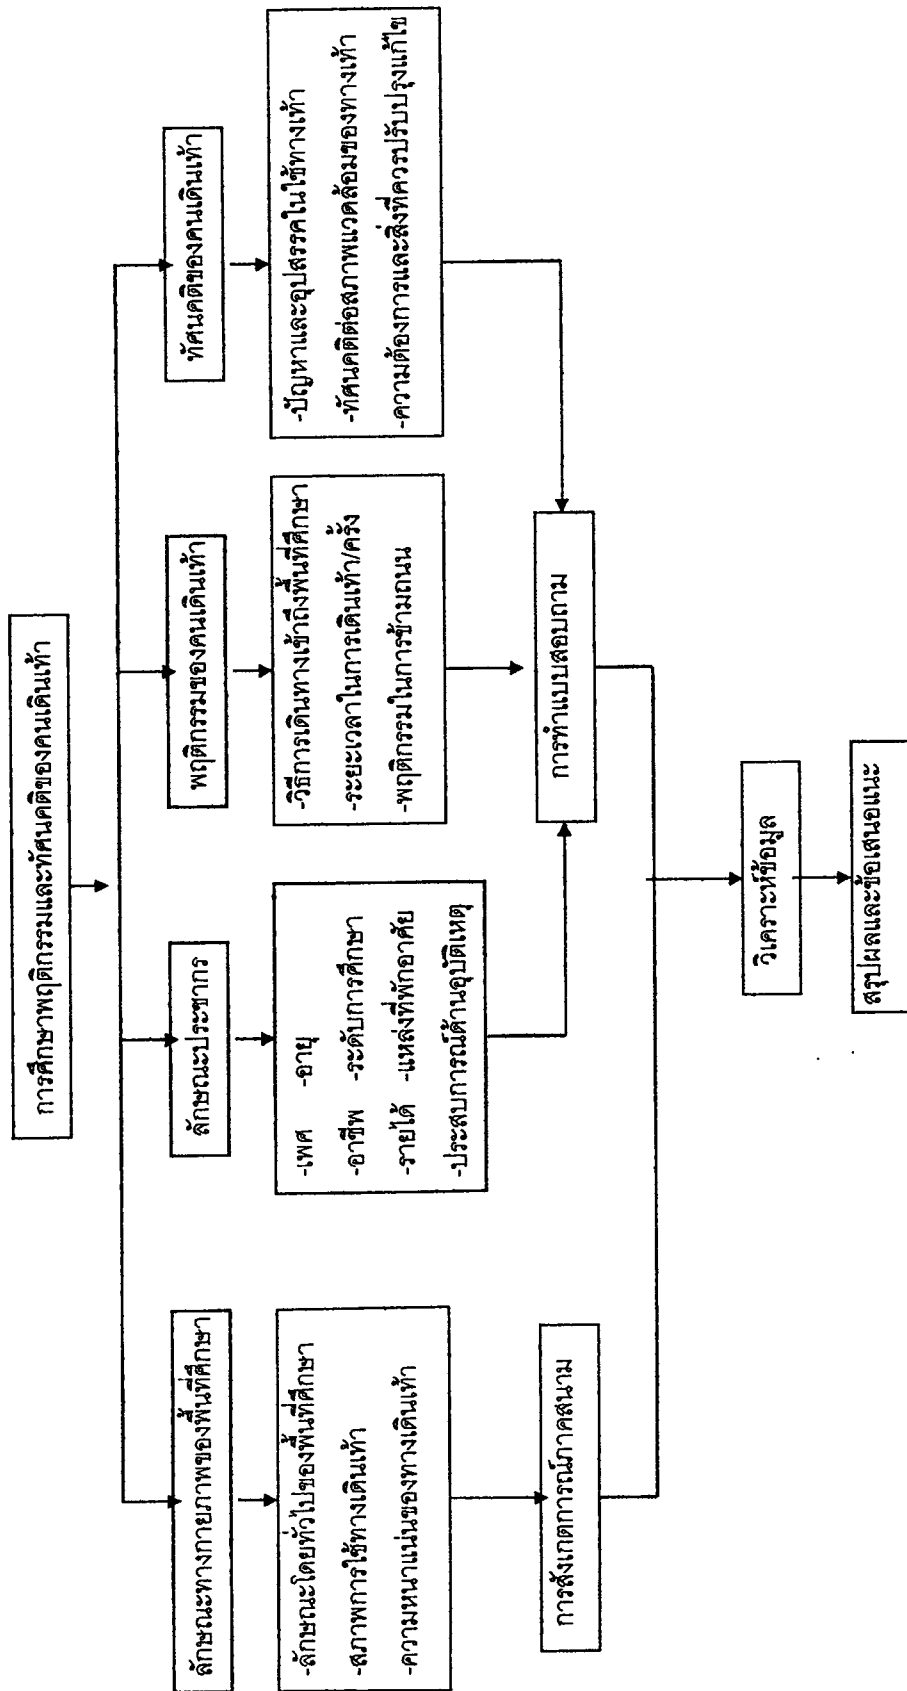 การศึกษาพฤติกรรมและทัศนคติของคนเดินเท้า
ลักษณะทางกายภาพของพื้นที่ศึกษา
ลักษณะประชากร
พฤติกรรมของคนเดินเท้า
ทัศนคติของคนเดินเท้า
-ลักษณะโดยทั่วไปของพื้นที่ศึกษา
-สภาพการใช้ทางเดินเท้า
-ความหนาแน่นของทางเดินเท้า
-เพศ -อายุ
-อาชีพ -ระดับการศึกษา
-รายได้ -แหล่งที่พักอาศัย
-ประสบการณ์ด้านอุบัติเหตุ
-วิธีการเดินทางเข้าถึงพื้นที่ศึกษา
-ระยะเวลาในการเดินเท้า/ครั้ง
-พฤติกรรมในการข้ามถนน
-ปัญหาและอุปสรรคในใช้ทางเท้า
-ทัศนคติต่อสภาพแวดล้อมของทางเท้า
-ความต้องการและสิ่งที่ควรปรับปรุงแก้ไข
การสังเกตการณ์ภาคสนาม
การทำแบบสอบถาม
วิเคราะห์ข้อมูล
สรุปผลและข้อเสนอแนะ